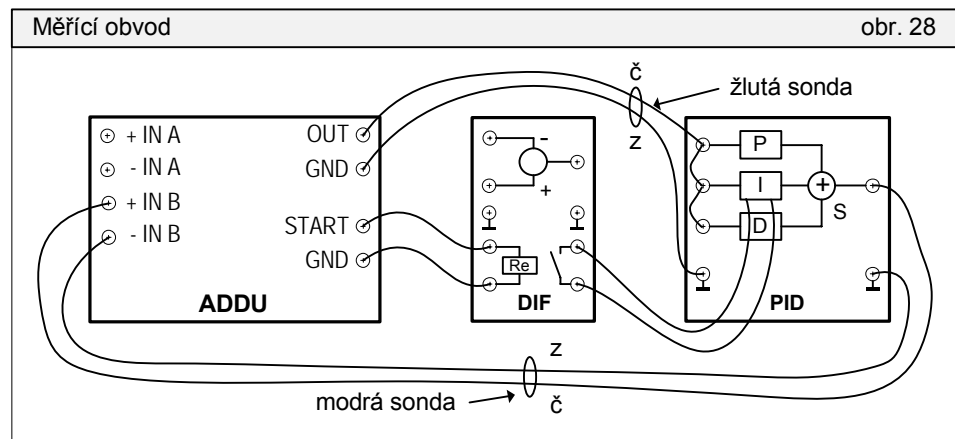 Měřící obvod obr. 28
č
žlutá sonda
z
+ IN A
- IN A
+ IN B
- IN B
OUT
GND
START
GND
ADDU
-
+
Re
DIF
P
I
D
+
S
PID
z
modrá sonda
č